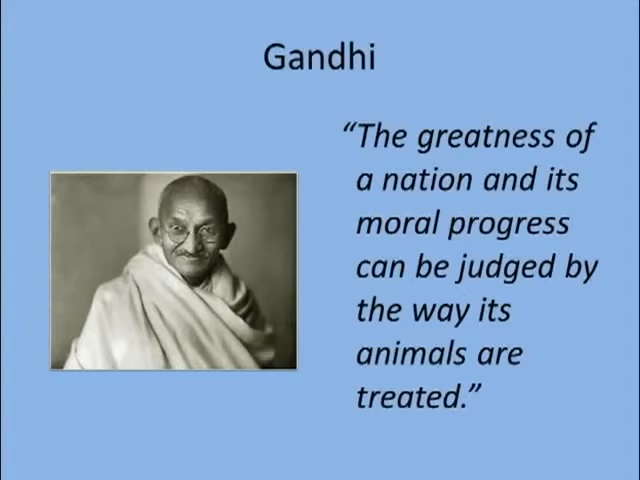 Gandhi
“The greatness of
a nation and its
moral progress
can be judged by
the way its
animals are
treated.”